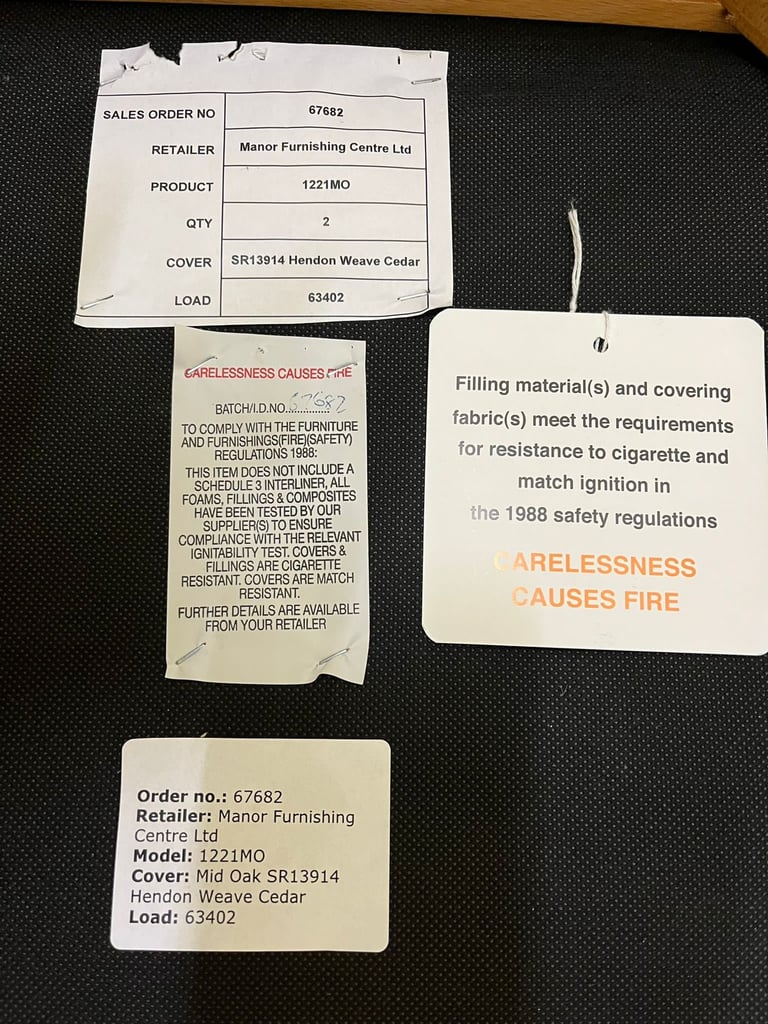 SALES ORDER NO 67682
RETAILER Manor Furnishing Centre Ltd
PRODUCT 1221MO
QTY 2
COVER SR13914 Hendon Weave Cedar
LOAD 63402
CARELESSNESS CAUSES FIRE
BATCH/I.D.NO. 67682
TO COMPLY WITH THE FURNITURE
AND FURNISHINGS(FIRE)(SAFETY)
REGULATIONS 1988:
THIS ITEM DOES NOT INCLUDE A
SCHEDULE 3 INTERLINER, ALL
FOAMS, FILLINGS & COMPOSITES
HAVE BEEN TESTED BY OUR
SUPPLIER(S) TO ENSURE
COMPLIANCE WITH THE RELEVANT
IGNITABILITY TEST. COVERS &
FILLINGS ARE CIGARETTE
RESISTANT. COVERS ARE MATCH
RESISTANT.
FURTHER DETAILS ARE AVAILABLE
FROM YOUR RETAILER
Filling material(s) and covering
fabric(s) meet the requirements
for resistance to cigarette and
match ignition in
the 1988 safety regulations
CARELESSNESS
CAUSES FIRE
Order no.: 67682
Retailer: Manor Furnishing
Centre Ltd
Model: 1221MO
Cover: Mid Oak SR13914
Hendon Weave Cedar
Load: 63402